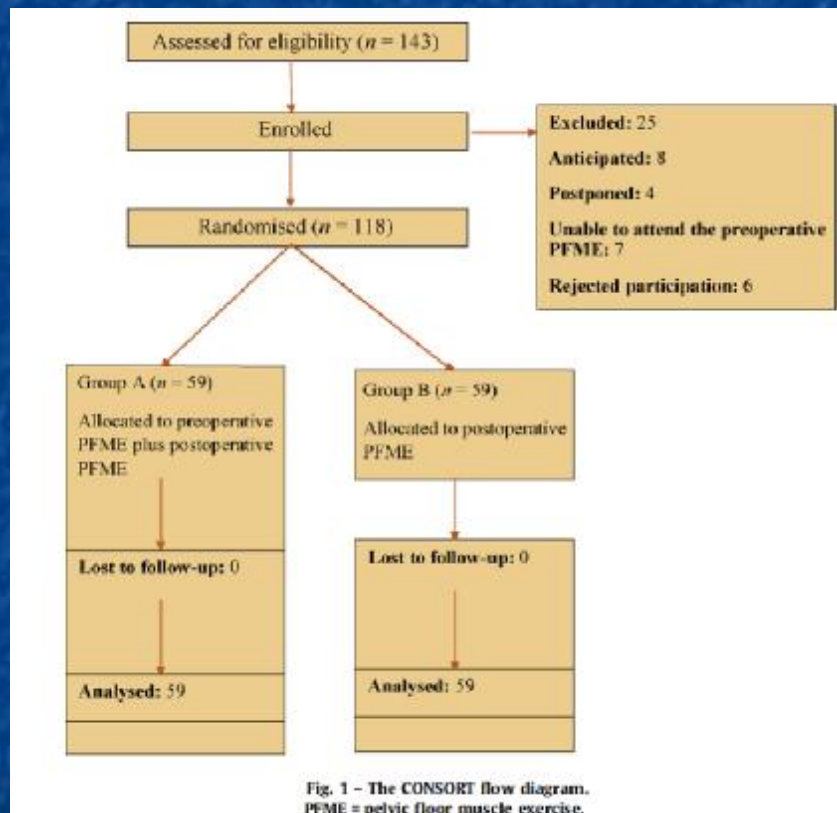 Assessed for eligibility (n = 143)
Enrolled
Excluded: 25
Anticipated: 8
Postponed: 4
Unable to attend the preoperative
PFME: 7
Rejected participation: 6
Randomised (n = 118)
Group A (n = 59)
Allocated to preoperative
PFME plus postoperative
PFME
Lost to follow-up: 0
Analysed: 59
Group B (n = 59)
Allocated to postoperative
PFME
Lost to follow-up: 0
Analysed: 59
Fig. 1 – The CONSORT flow diagram.
PFME = pelvic floor muscle exercise.